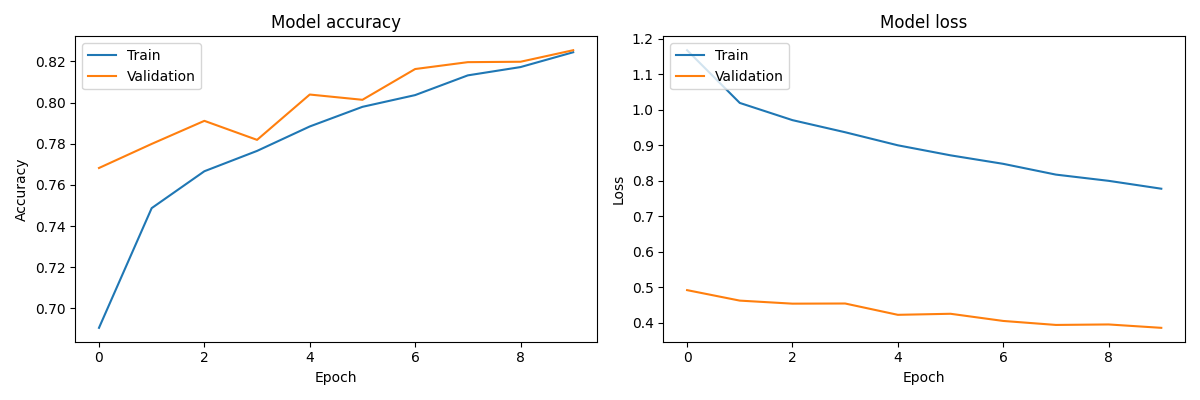 Model accuracy
Train
Validation
0.82
0.80
0.78
0.76
0.74
0.72
0.70
Accuracy
0 2 4 6 8
Epoch
Model loss
Train
Validation
1.2
1.1
1.0
0.9
0.8
0.7
0.6
0.5
0.4
Loss
0 2 4 6 8
Epoch